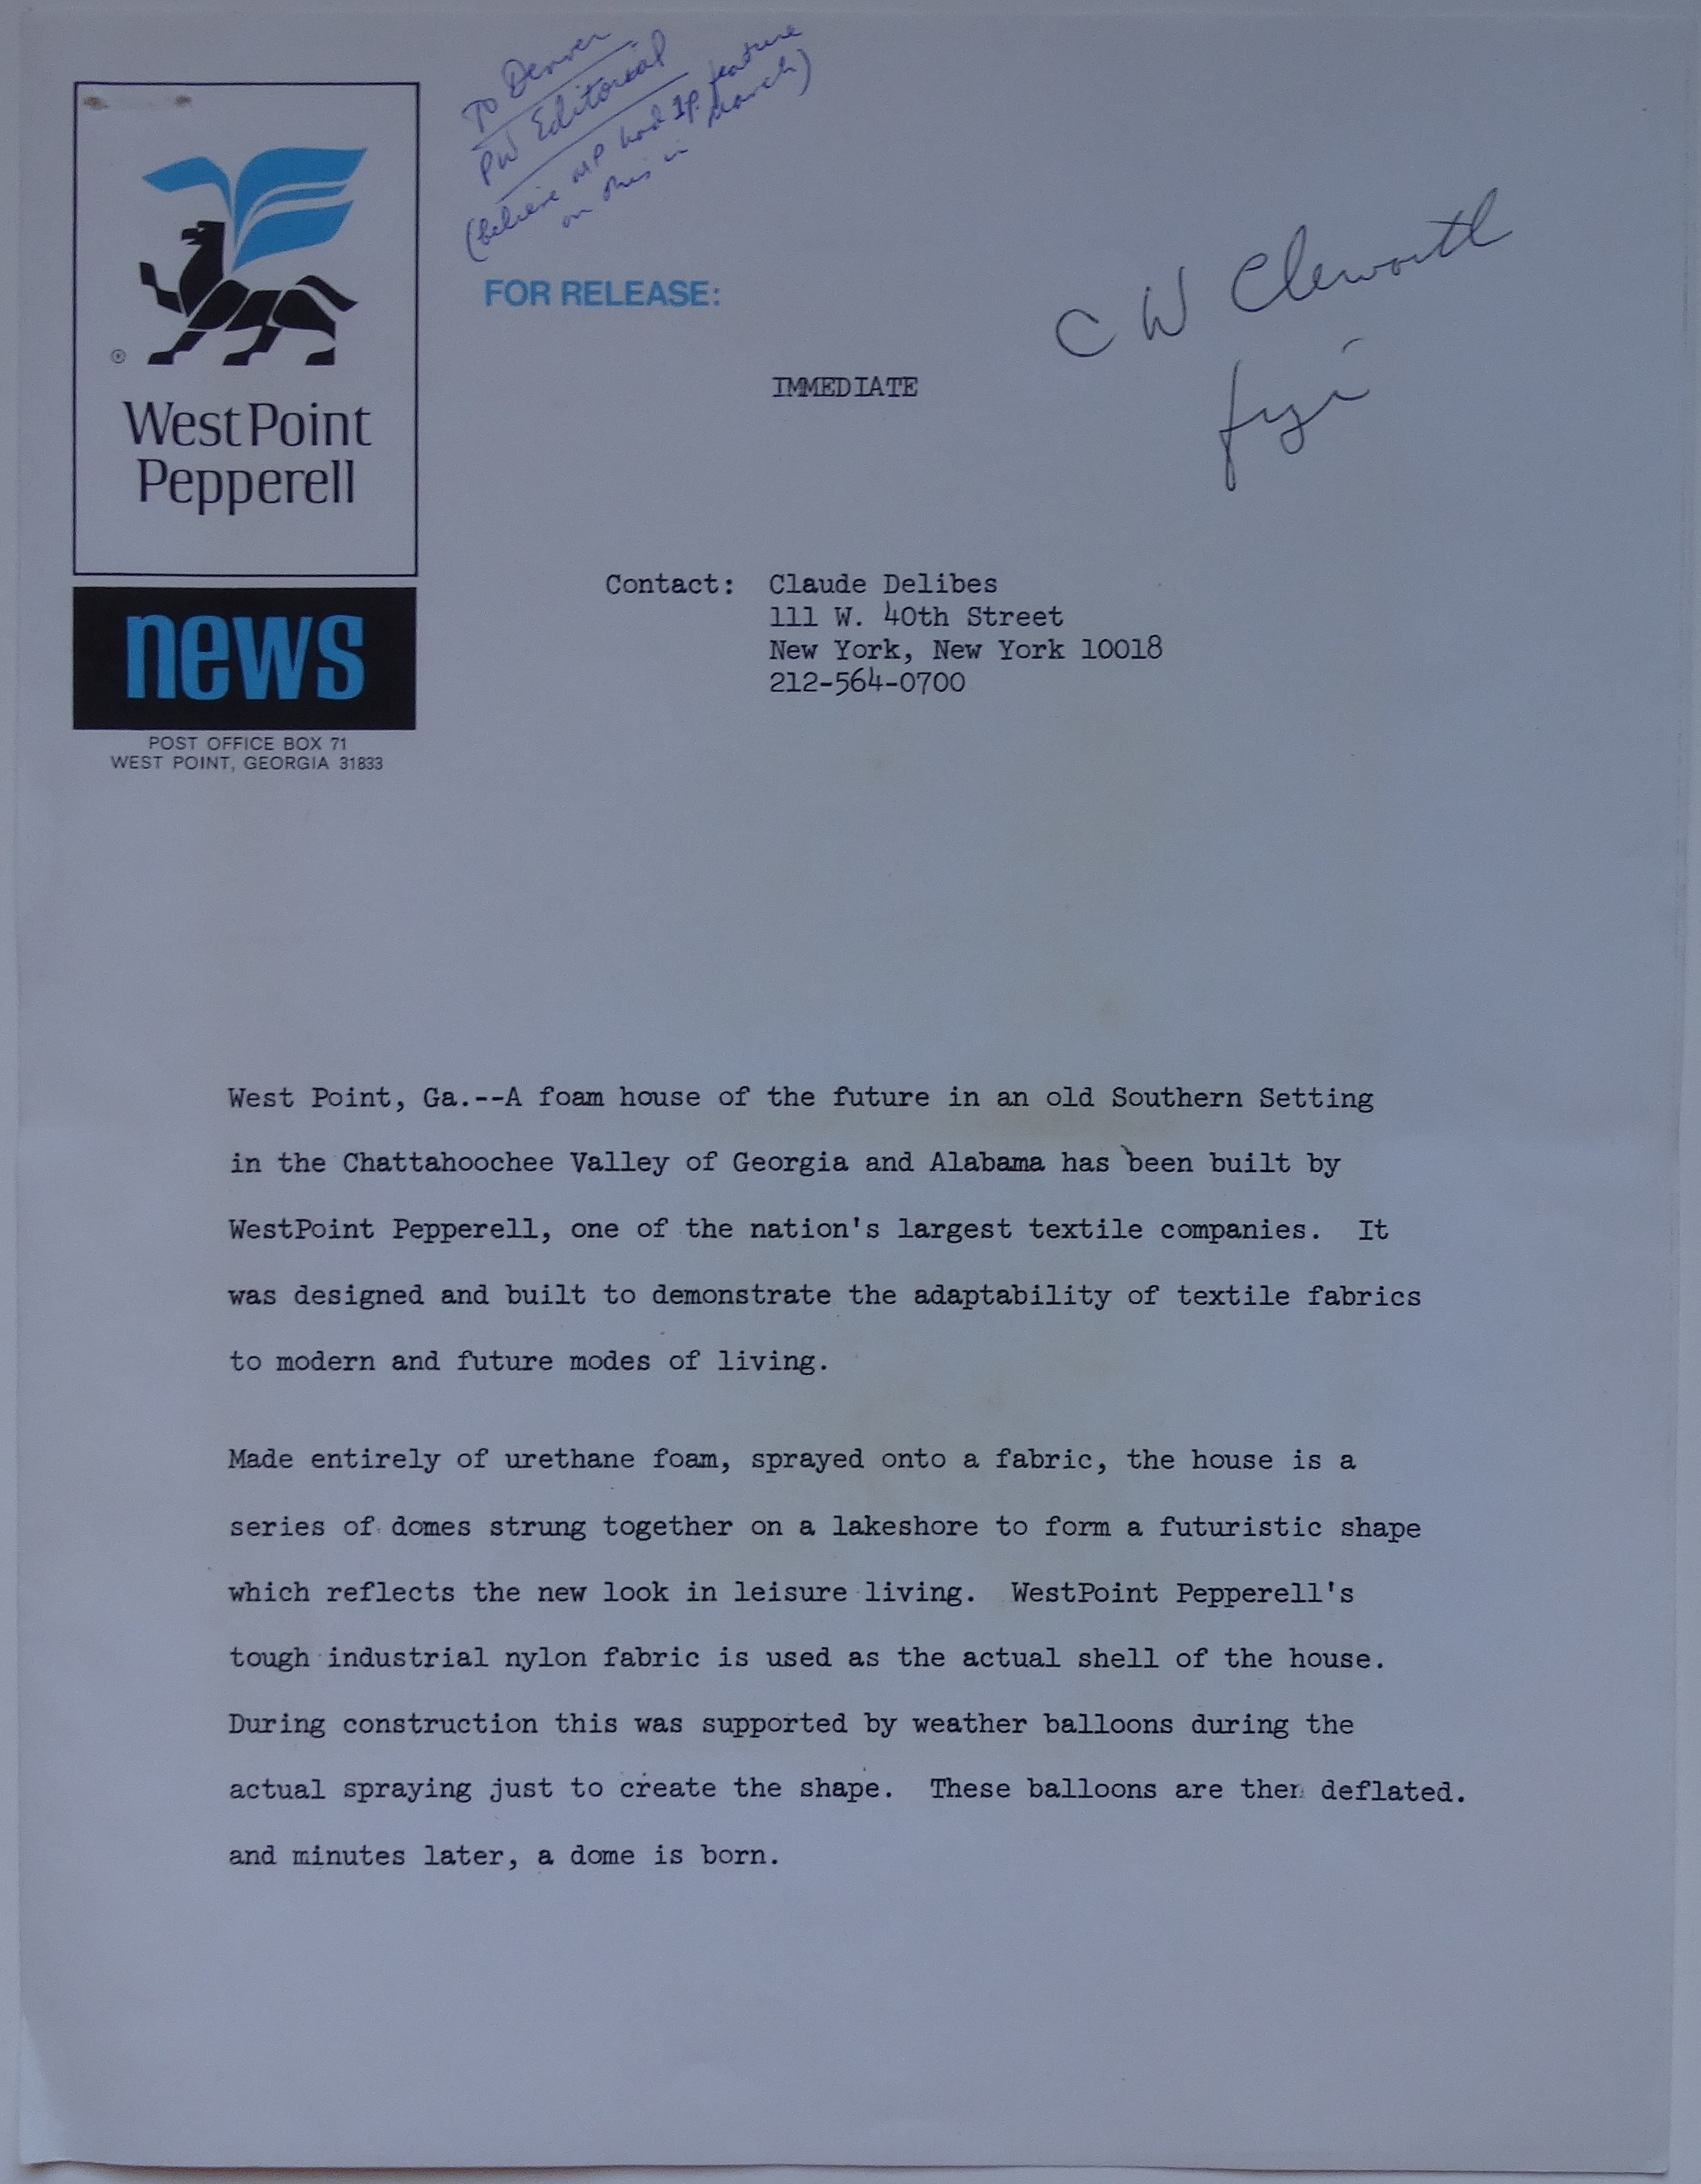 To Denver
PW Editorial
(believe MP had 1p. feature
on this in March)
C W Cleworth
fyi
FOR RELEASE:
IMMEDIATE
®
WestPoint
Pepperell
news
POST OFFICE BOX 71
WEST POINT, GEORGIA 31833
Contact: Claude Delibes
111 W. 40th Street
New York, New York 10018
212-564-0700
West Point, Ga.--A foam house of the future in an old Southern Setting
in the Chattahoochee Valley of Georgia and Alabama has been built by
WestPoint Pepperell, one of the nation's largest textile companies. It
was designed and built to demonstrate the adaptability of textile fabrics
to modern and future modes of living.
Made entirely of urethane foam, sprayed onto a fabric, the house is a
series of domes strung together on a lakeshore to form a futuristic shape
which reflects the new look in leisure living. WestPoint Pepperell's
tough industrial nylon fabric is used as the actual shell of the house.
During construction this was supported by weather balloons during the
actual spraying just to create the shape. These balloons are then deflated.
and minutes later, a dome is born.